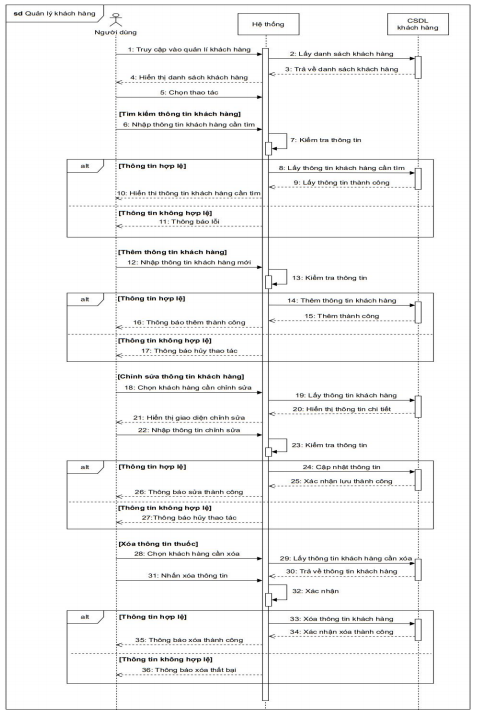 sd Quản lý khách hàng
Người dùng
Hệ thống
CSDL
khách hàng
1: Truy cập vào quản lí khách hàng
2: Lấy danh sách khách hàng
3: Trả về danh sách khách hàng
4: Hiển thị danh sách khách hàng
5: Chọn thao tác
[Tìm kiếm thông tin khách hàng]
6: Nhập thông tin khách hàng cần tìm
7: Kiểm tra thông tin
alt
[Thông tin hợp lệ]
8: Lấy thông tin khách hàng cần tìm
9: Lấy thông tin thành công
10: Hiển thị thông tin khách hàng cần tìm
[Thông tin không hợp lệ]
11: Thông báo lỗi
[Thêm thông tin khách hàng]
12: Nhập thông tin khách hàng mới
13: Kiểm tra thông tin
alt
[Thông tin hợp lệ]
14: Thêm thông tin khách hàng
15: Thêm thành công
16: Thông báo thêm thành công
[Thông tin không hợp lệ]
17: Thông báo hủy thao tác
[Chỉnh sửa thông tin khách hàng]
18: Chọn khách hàng cần chỉnh sửa
19: Lấy thông tin khách hàng
20: Hiển thị thông tin chi tiết
21: Hiển thị giao diện chỉnh sửa
22: Nhập thông tin chỉnh sửa
23: Kiểm tra thông tin
alt
[Thông tin hợp lệ]
24: Cập nhật thông tin
25: Xác nhận lưu thành công
26: Thông báo sửa thành công
[Thông tin không hợp lệ]
27:Thông báo hủy thao tác
[Xóa thông tin thuốc]
28: Chọn khách hàng cần xóa
29: Lấy thông tin khách hàng cần xóa
30: Trả về thông tin khách hàng
31: Nhấn xóa thông tin
32: Xác nhận
alt
[Thông tin hợp lệ]
33: Xóa thông tin khách hàng
34: Xác nhận xóa thành công
35: Thông báo xóa thành công
[Thông tin không hợp lệ]
36: Thông báo xóa thất bại